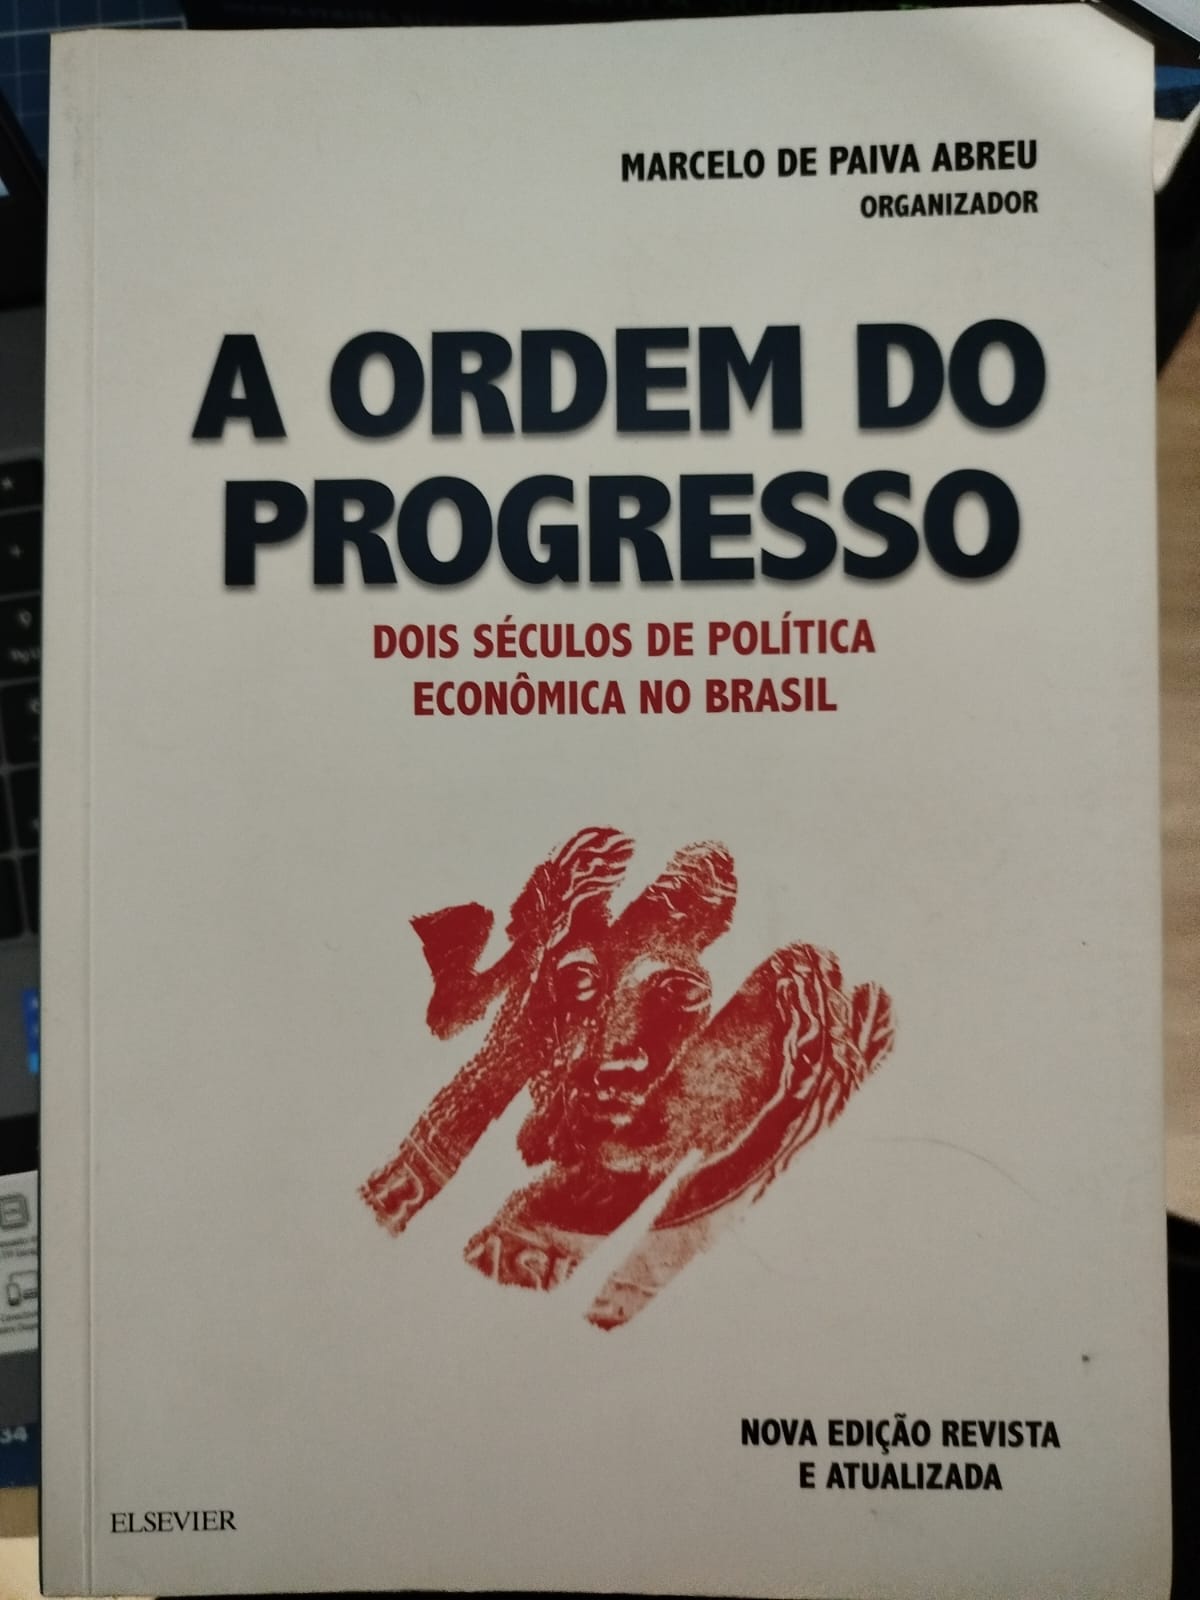 MARCELO DE PAIVA ABREU
ORGANIZADOR
A ORDEM DO
PROGRESSO
DOIS SÉCULOS DE POLÍTICA
ECONÔMICA NO BRASIL
NOVA EDIÇÃO REVISTA
E ATUALIZADA
ELSEVIER
34